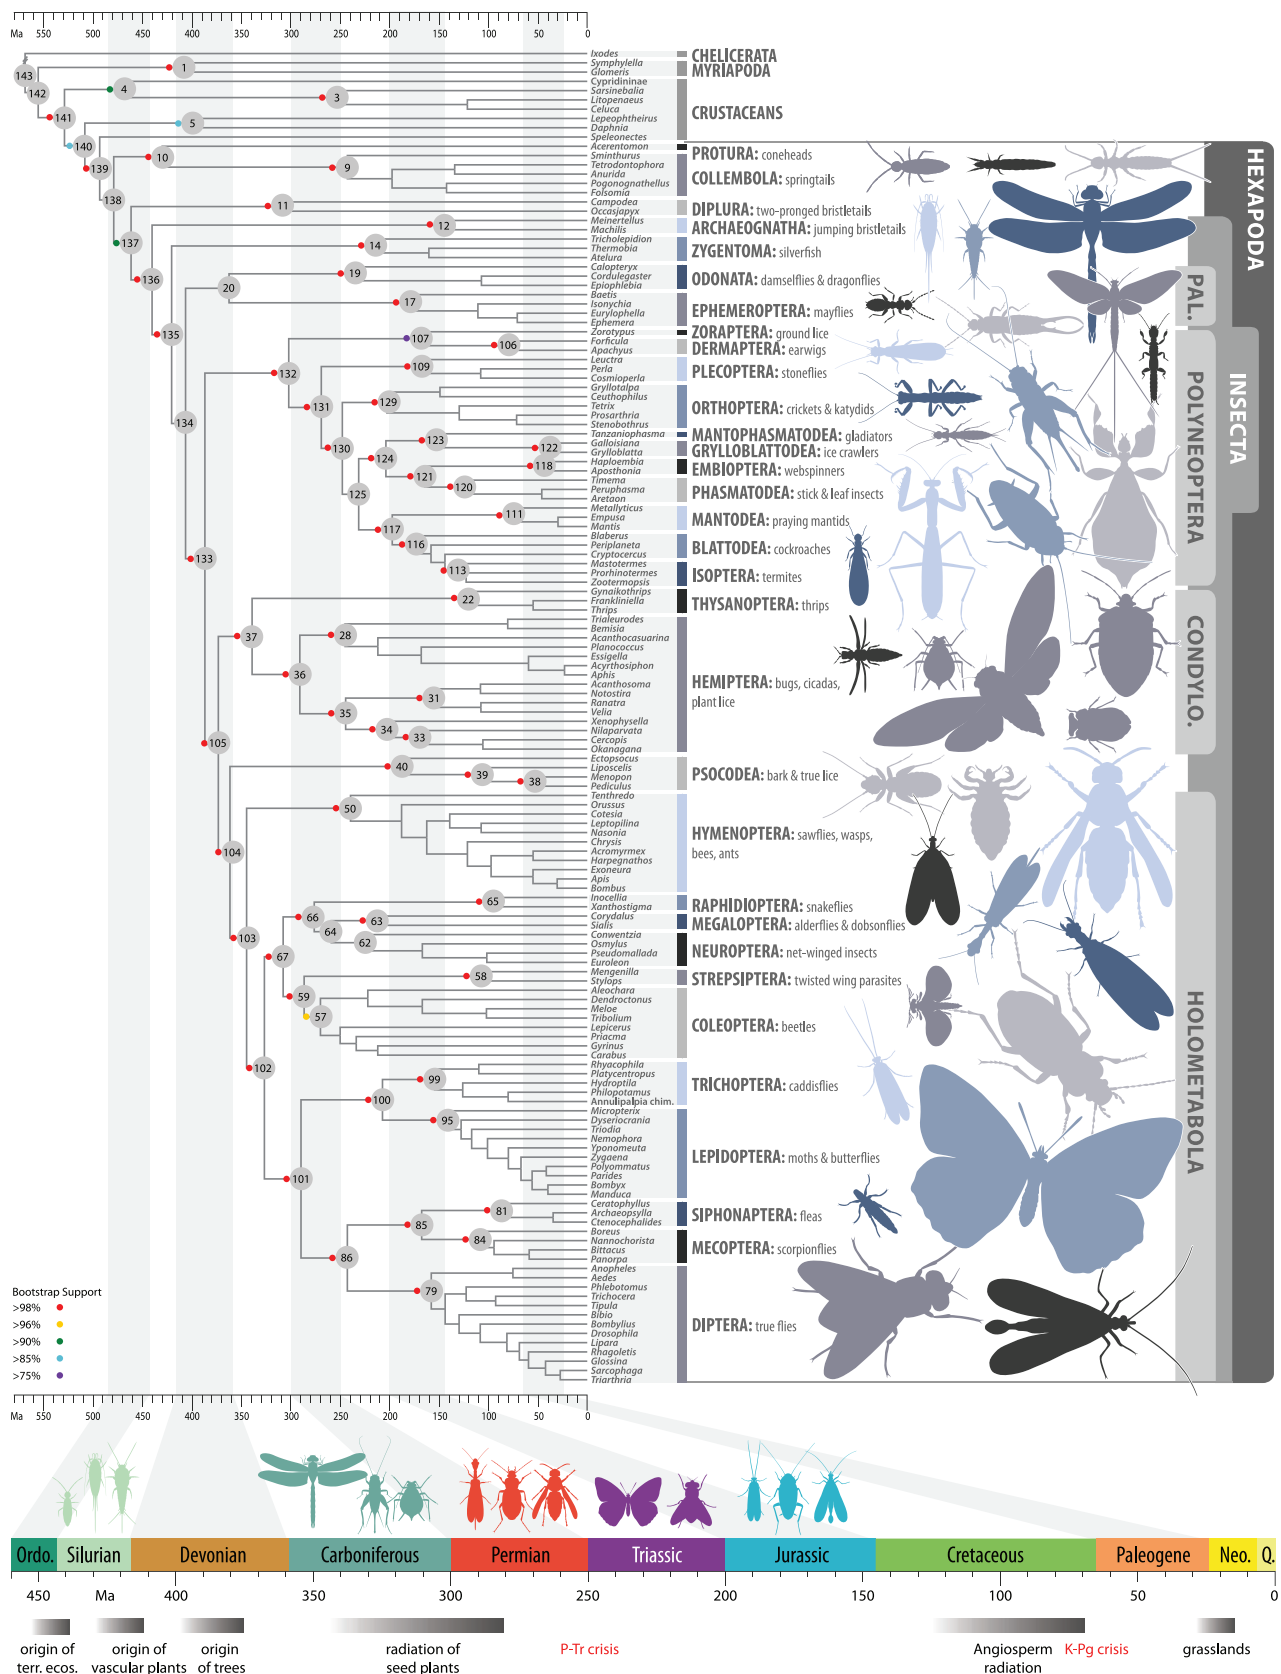 Ma 550 500 450 400 350 300 250 200 150 100 50 0
Ixodes
Symphylella
Glomeris
Cypridininae
Sarsinebalia
Litopenaeus
Celuca
Lepeophtheirus
Daphnia
Speleonectes
Acerentomon
Sminthurus
Tetrodontophora
Anurida
Pogonognathellus
Folsomia
Campodea
Occasjapyx
Meinertellus
Machilis
Tricholepidion
Thermobia
Atelura
Calopteryx
Cordulegaster
Epiophlebia
Baetis
Isonychia
Eurylophella
Ephemera
Zorotypus
Forficula
Apachyus
Leuctra
Perla
Cosmioperla
Gryllotalpa
Ceuthophilus
Tetrix
Prosarthria
Stenobothrus
Tanzaniophasma
Galloisiana
Grylloblatta
Haploembia
Aposthonia
Timema
Peruphasma
Aretaon
Metallyticus
Empusa
Mantis
Blaberus
Periplaneta
Cryptocercus
Mastotermes
Prorhinotermes
Zootermopsis
Gynaikothrips
Frankliniella
Thrips
Trialeurodes
Bemisia
Acanthocasuarina
Planococcus
Essigella
Acyrthosiphon
Aphis
Acanthosoma
Notostira
Ranatra
Velia
Xenophysella
Nilaparvata
Cercopis
Okanagana
Ectopsocus
Liposcelis
Menopon
Pediculus
Tenthredo
Orussus
Cotesia
Leptopilina
Nasonia
Chrysis
Acromyrmex
Harpegnathos
Exoneura
Apis
Bombus
Inocellia
Xanthostigma
Corydalus
Sialis
Conwentzia
Osmylus
Pseudomallada
Euroleon
Mengenilla
Stylops
Aleochara
Dendroctonus
Meloe
Tribolium
Lepicerus
Priacma
Gyrinus
Carabus
Rhyacophila
Platycentropus
Hydroptila
Philopotamus
Annulipalpia chim.
Micropterix
Dyseriocrania
Triodia
Nemophora
Yponomeuta
Zygaena
Polyommatus
Parides
Bombyx
Manduca
Ceratophyllus
Archaeopsylla
Ctenocephalides
Boreus
Nannochorista
Bittacus
Panorpa
Anopheles
Aedes
Phlebotomus
Trichocera
Tipula
Bibio
Bombylius
Drosophila
Lipara
Rhagoletis
Glossina
Sarcophaga
Triarthria
143
142
1
4
3
141
5
140
139
10
9
138
11
137
12
136
14
19
20
17
135
107
106
132
109
131
129
134
130
123
122
124
118
121
120
125
111
117
116
133
113
22
37
28
36
31
35
34
33
105
40
39
38
50
104
65
66
63
64
62
103
67
58
59
57
102
99
100
95
101
81
85
84
86
79
CHELICERATA
MYRIAPODA
CRUSTACEANS
PROTURA: coneheads
COLLEMBOLA: springtails
DIPLURA: two-pronged bristletails
ARCHAEOGNATHA: jumping bristletails
ZYGENTOMA: silverfish
ODONATA: damselflies & dragonflies
EPHEMEROPTERA: mayflies
ZORAPTERA: ground lice
DERMAPTERA: earwigs
PLECOPTERA: stoneflies
ORTHOPTERA: crickets & katydids
MANTOPHASMATODEA: gladiators
GRYLLOBLATTODEA: ice crawlers
EMBIOPTERA: webspinners
PHASMATODEA: stick & leaf insects
MANTODEA: praying mantids
BLATTODEA: cockroaches
ISOPTERA: termites
THYSANOPTERA: thrips
HEMIPTERA: bugs, cicadas,
plant lice
PSOCODEA: bark & true lice
HYMENOPTERA: sawflies, wasps,
bees, ants
RAPHIDIOPTERA: snakeflies
MEGALOPTERA: alderflies & dobsonflies
NEUROPTERA: net-winged insects
STREPSIPTERA: twisted wing parasites
COLEOPTERA: beetles
TRICHOPTERA: caddisflies
LEPIDOPTERA: moths & butterflies
SIPHONAPTERA: fleas
MECOPTERA: scorpionflies
DIPTERA: true flies
HEXAPODA
INSECTA
PAL.
POLYNEOPTERA
CONDYLO.
HOLOMETABOLA
Bootstrap Support
>98%
>96%
>90%
>85%
>75%
Ma 550 500 450 400 350 300 250 200 150 100 50 0
Ordo. Silurian Devonian Carboniferous Permian Triassic Jurassic Cretaceous Paleogene Neo. Q.
450 Ma 400 350 300 250 200 150 100 50 0
origin of
terr. ecos.
origin of
vascular plants
origin
of trees
radiation of
seed plants
P-Tr crisis
Angiosperm
radiation
K-Pg crisis
grasslands